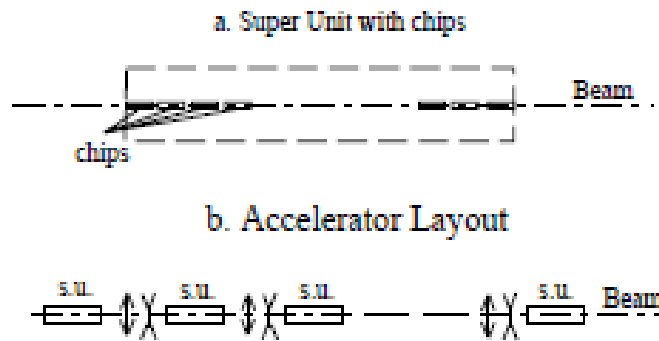 a. Super Unit with chips
Beam
chips
b. Accelerator Layout
s.u. s.u. s.u. s.u. Beam